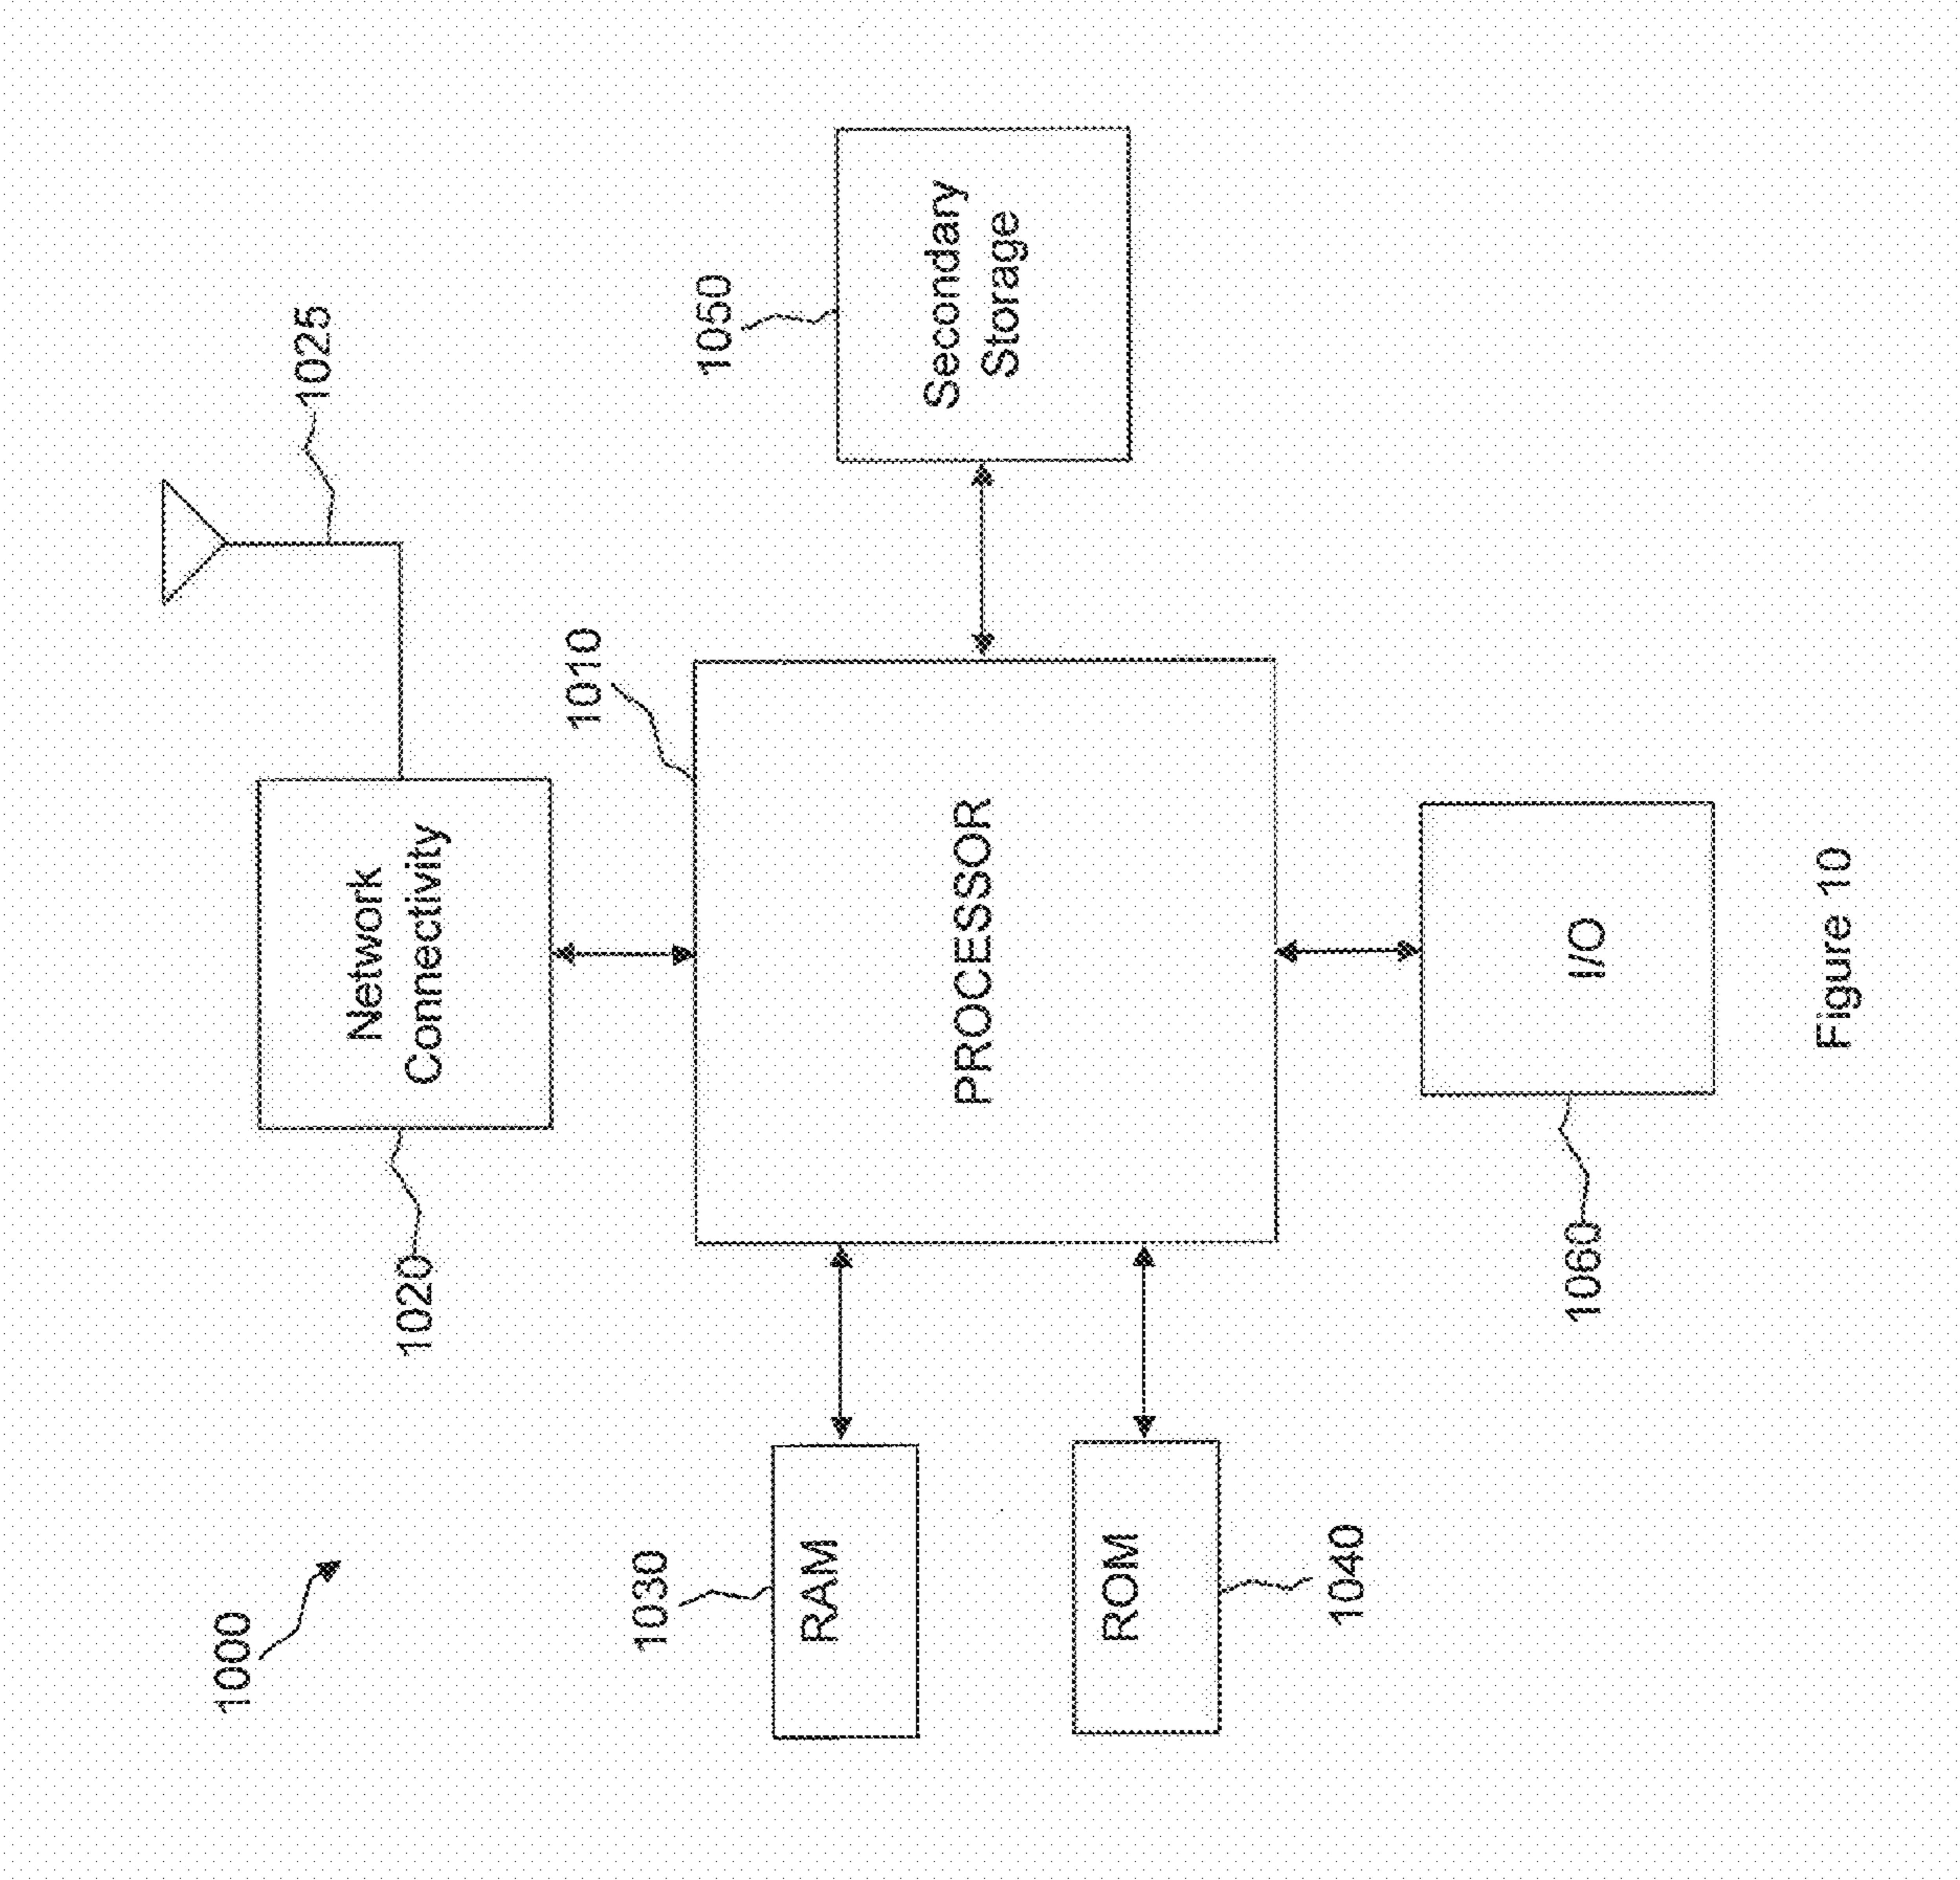 1000
1020
Network
Connectivity
1025
1010
1030
RAM
PROCESSOR
1050
Secondary
Storage
ROM
1040
1060
I/O
Figure 10